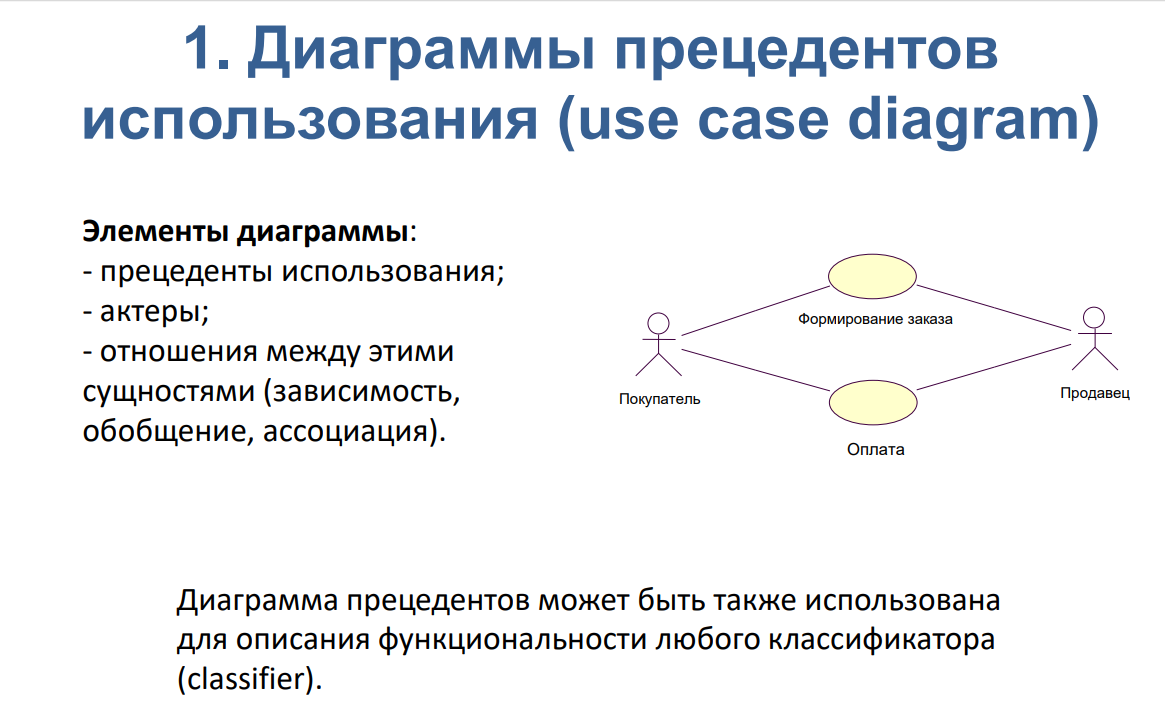 1. Диаграммы прецедентов
использования (use case diagram)
Элементы диаграммы:
- прецеденты использования;
- актеры;
- отношения между этими
сущностями (зависимость,
обобщение, ассоциация).
Формирование заказа
Покупатель
Продавец
Оплата
Диаграмма прецедентов может быть также использована
для описания функциональности любого классификатора
(classifier).